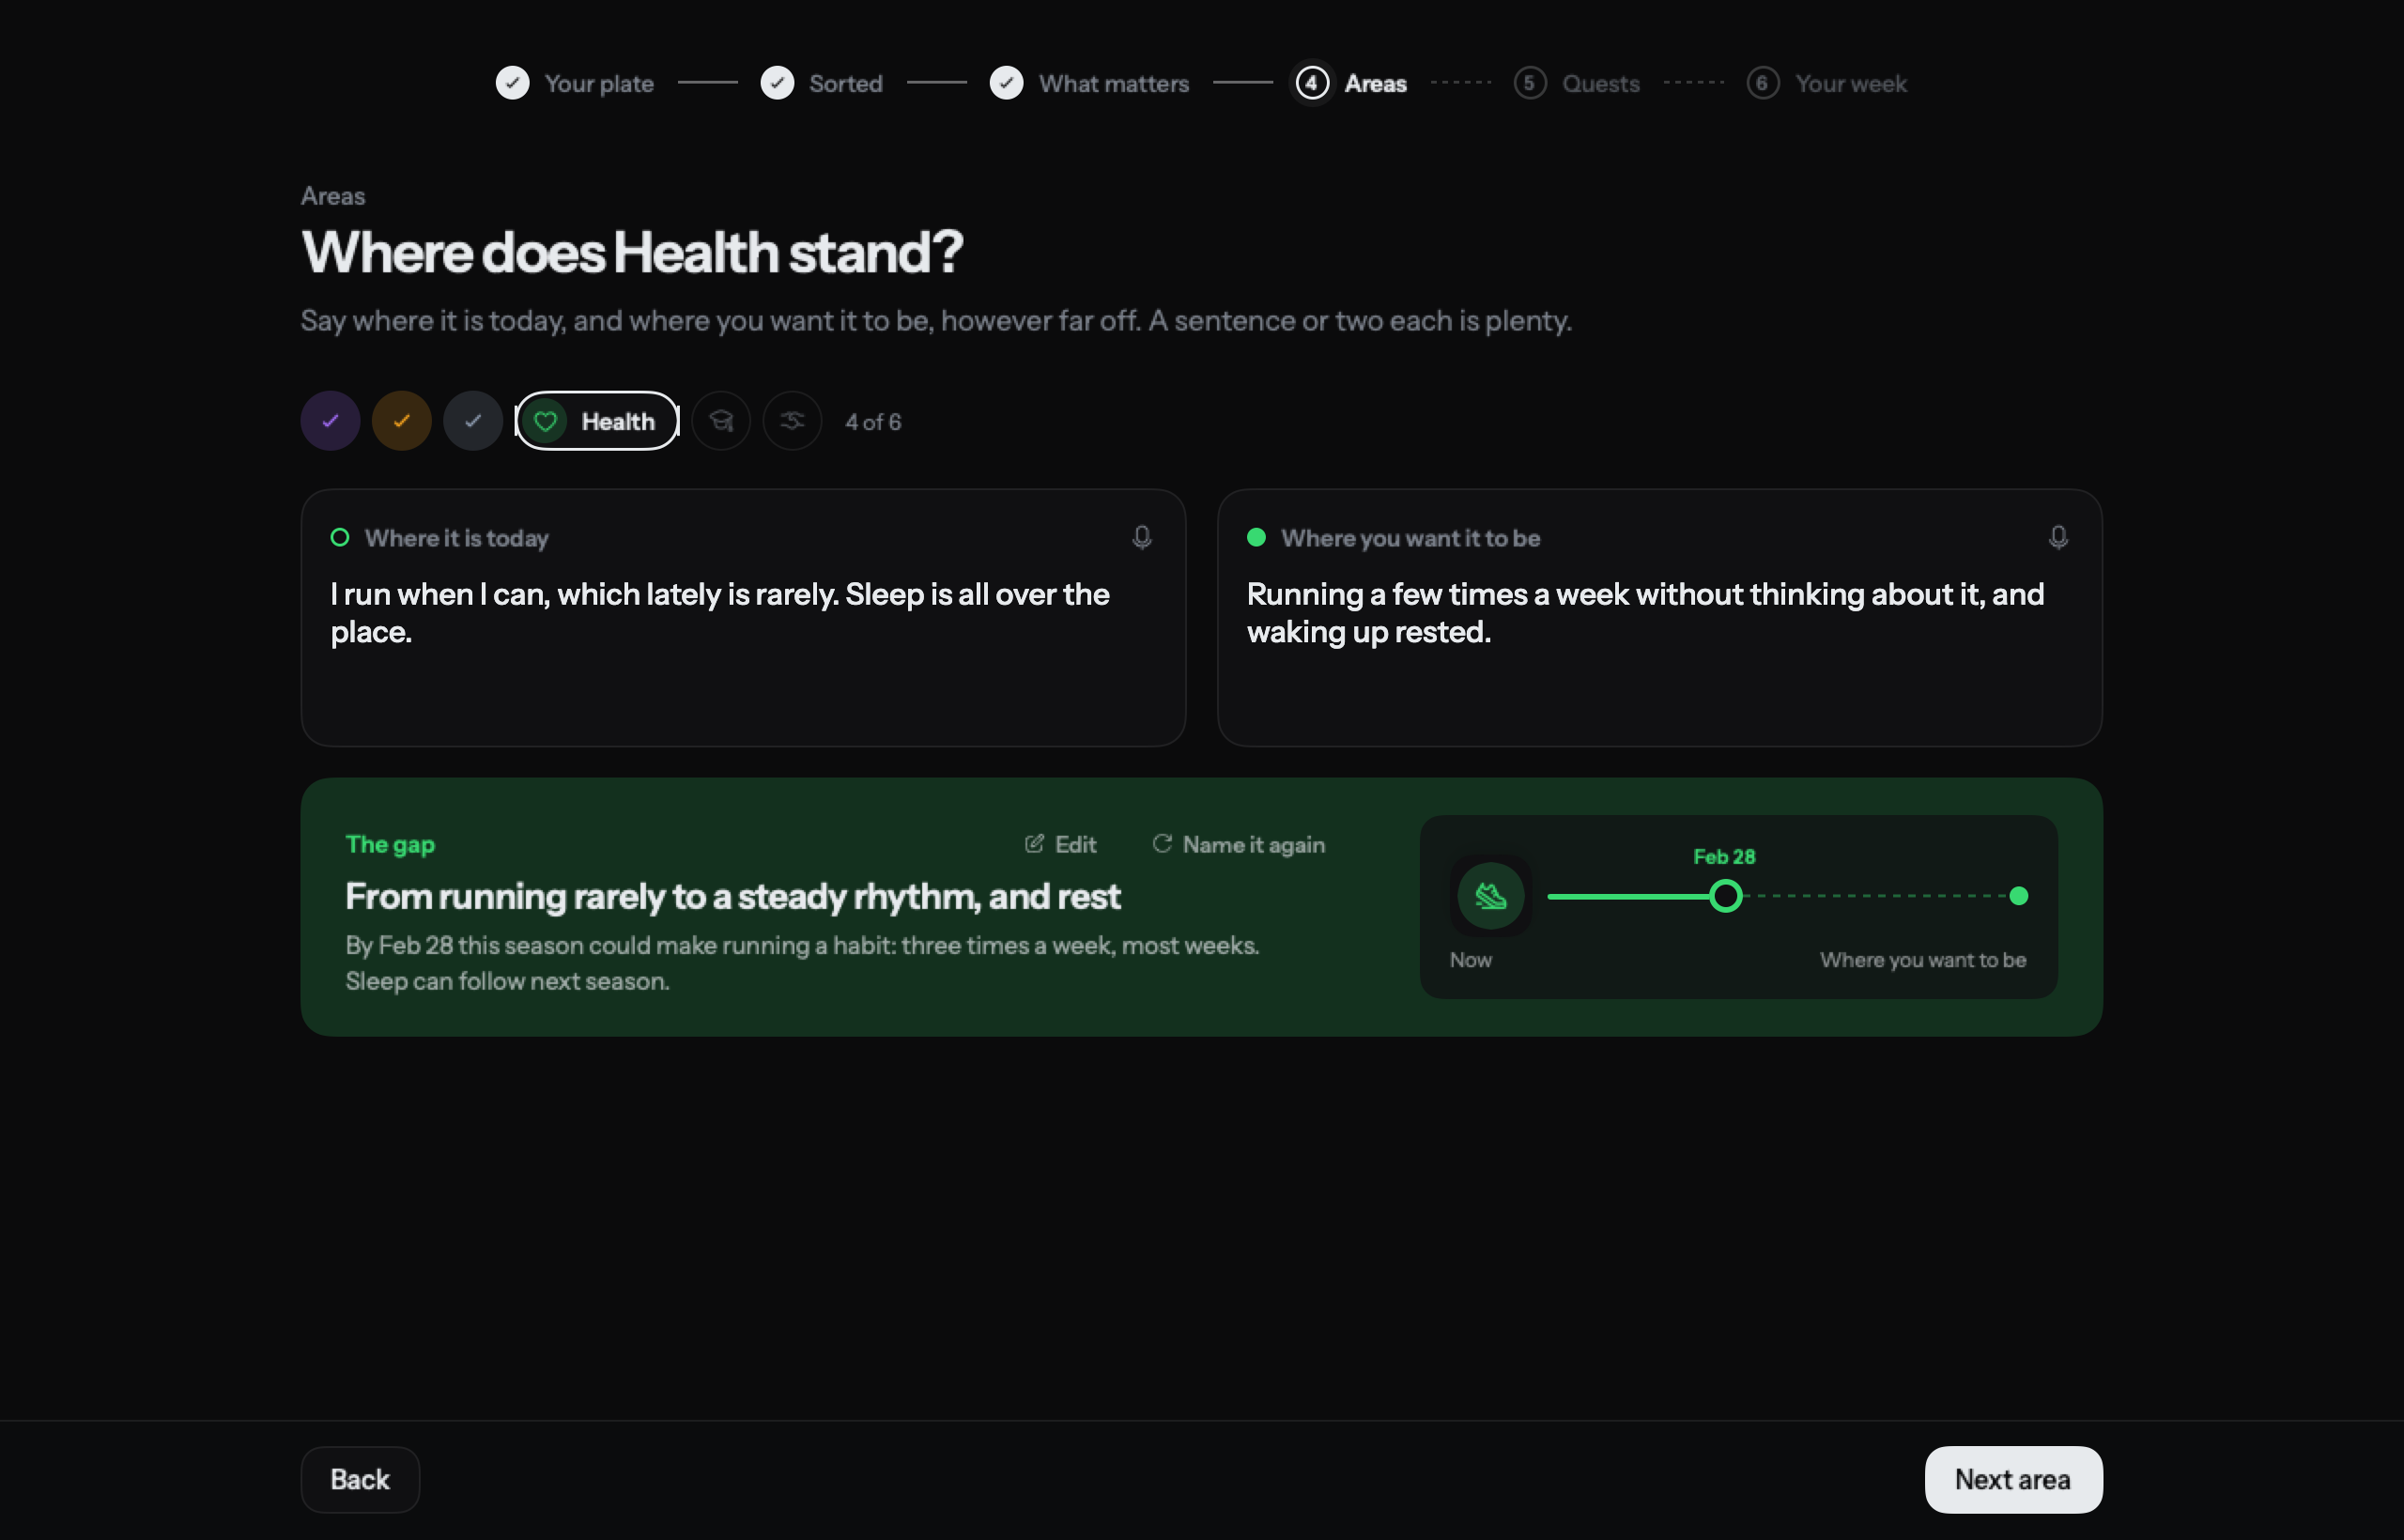 Your plate
Sorted
What matters
4 Areas
5 Quests
6 Your week
Areas
Where does Health stand?
Say where it is today, and where you want it to be, however far off. A sentence or two each is plenty.
Health
4 of 6
Where it is today
I run when I can, which lately is rarely. Sleep is all over the
place.
Where you want it to be
Running a few times a week without thinking about it, and
waking up rested.
The gap
Edit
Name it again
From running rarely to a steady rhythm, and rest
By Feb 28 this season could make running a habit: three times a week, most weeks.
Sleep can follow next season.
Feb 28
Now
Where you want to be
Back
Next area